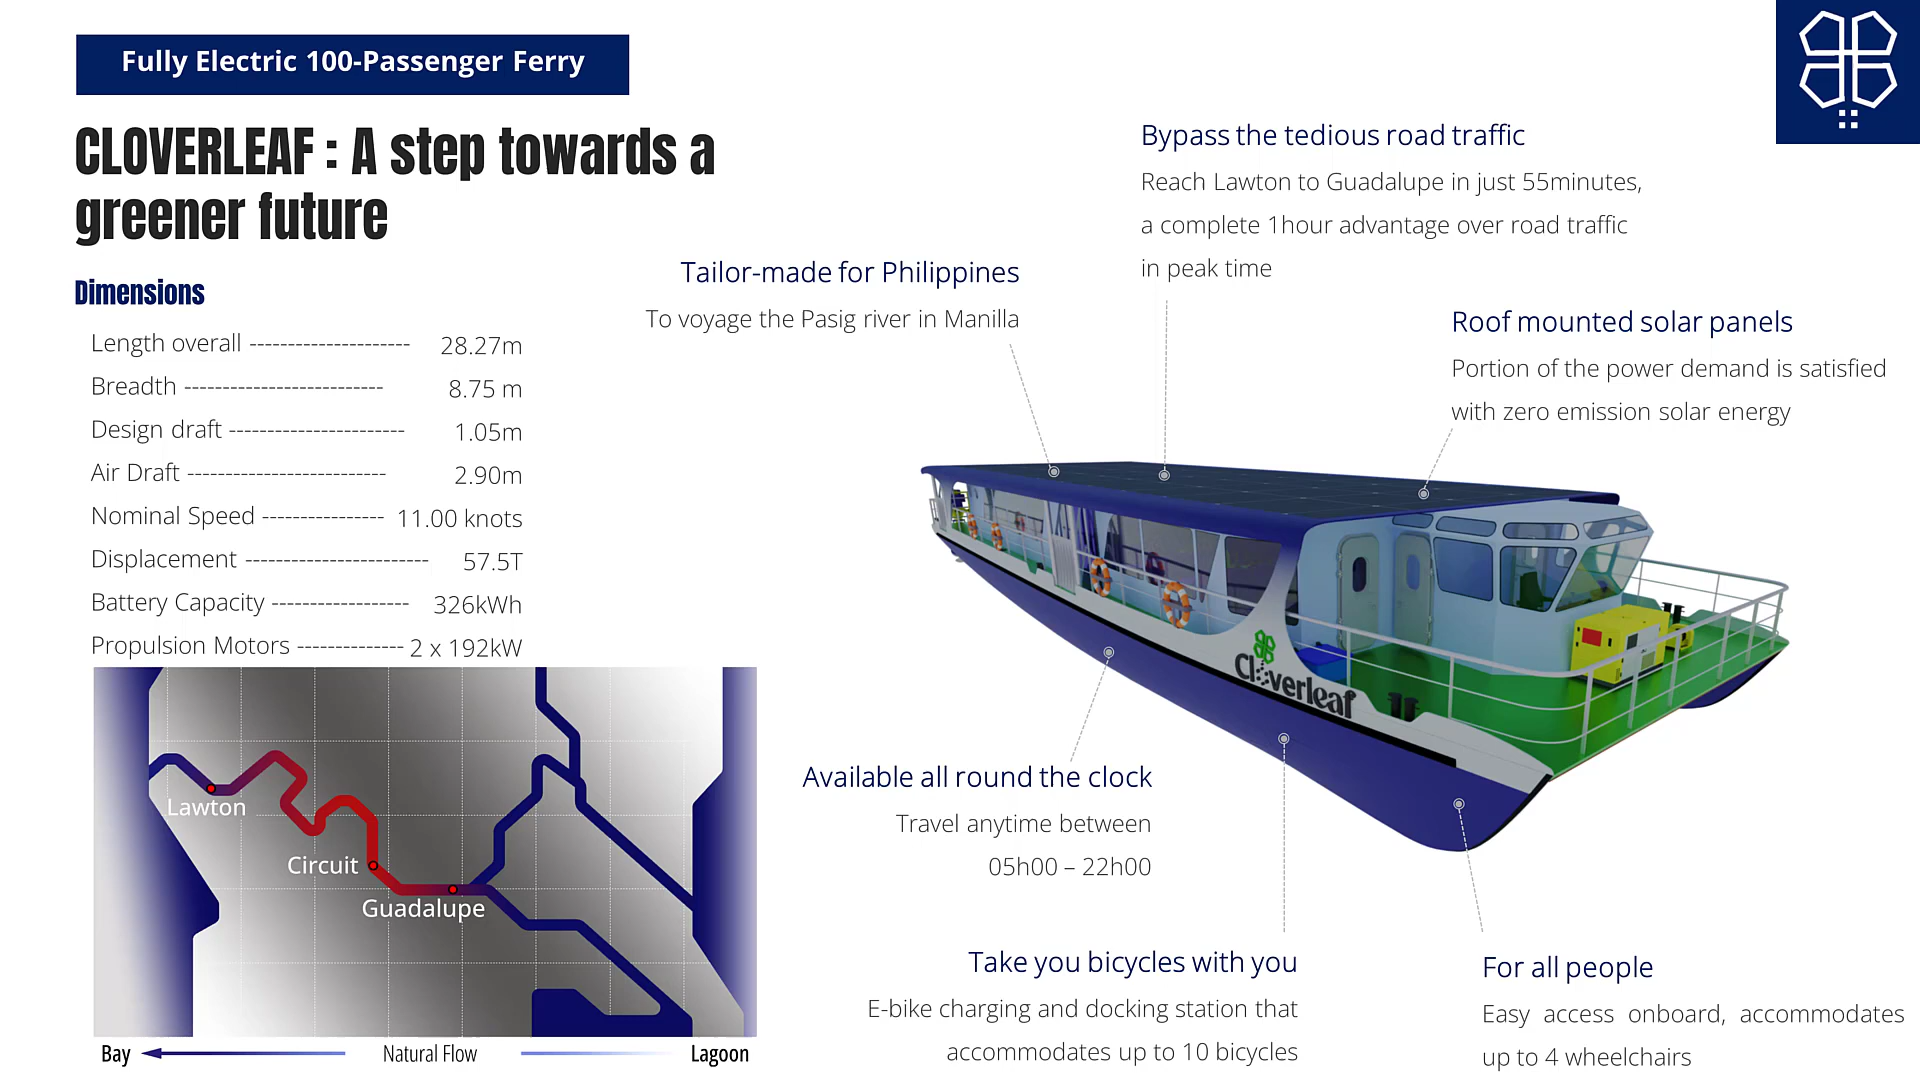 Fully Electric 100-Passenger Ferry
CLOVERLEAF : A step towards a
greener future
Dimensions
Length overall --------------------- 28.27m
Breadth -------------------------- 8.75 m
Design draft ----------------------- 1.05m
Air Draft -------------------------- 2.90m
Nominal Speed ---------------- 11.00 knots
Displacement ------------------------ 57.5T
Battery Capacity ------------------ 326kWh
Propulsion Motors -------------- 2 x 192kW
Lawton
Circuit
Guadalupe
Bay
Natural Flow
Lagoon
Tailor-made for Philippines
To voyage the Pasig river in Manilla
Bypass the tedious road traffic
Reach Lawton to Guadalupe in just 55minutes,
a complete 1hour advantage over road traffic
in peak time
Roof mounted solar panels
Portion of the power demand is satisfied
with zero emission solar energy
Cloverleaf
Available all round the clock
Travel anytime between
05h00 – 22h00
Take you bicycles with you
E-bike charging and docking station that
accommodates up to 10 bicycles
For all people
Easy access onboard, accommodates
up to 4 wheelchairs